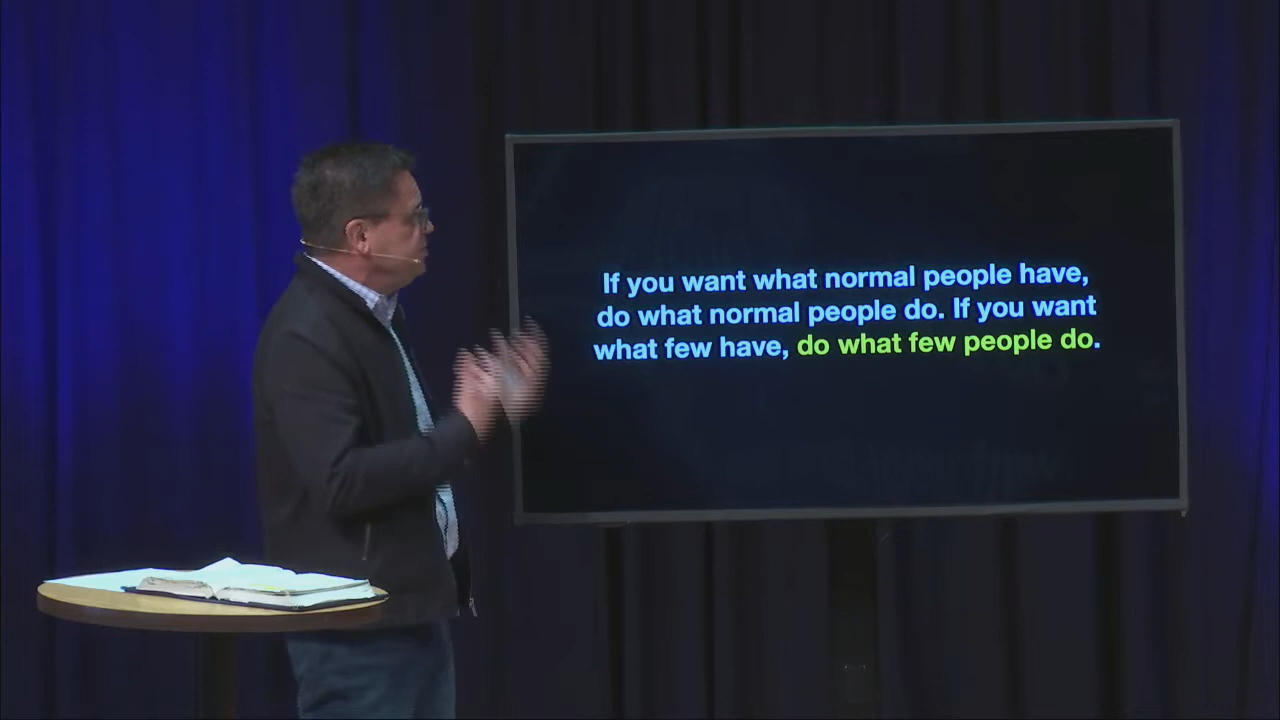 If you want what normal people have,
do what normal people do. If you want
what few have, do what few people do.